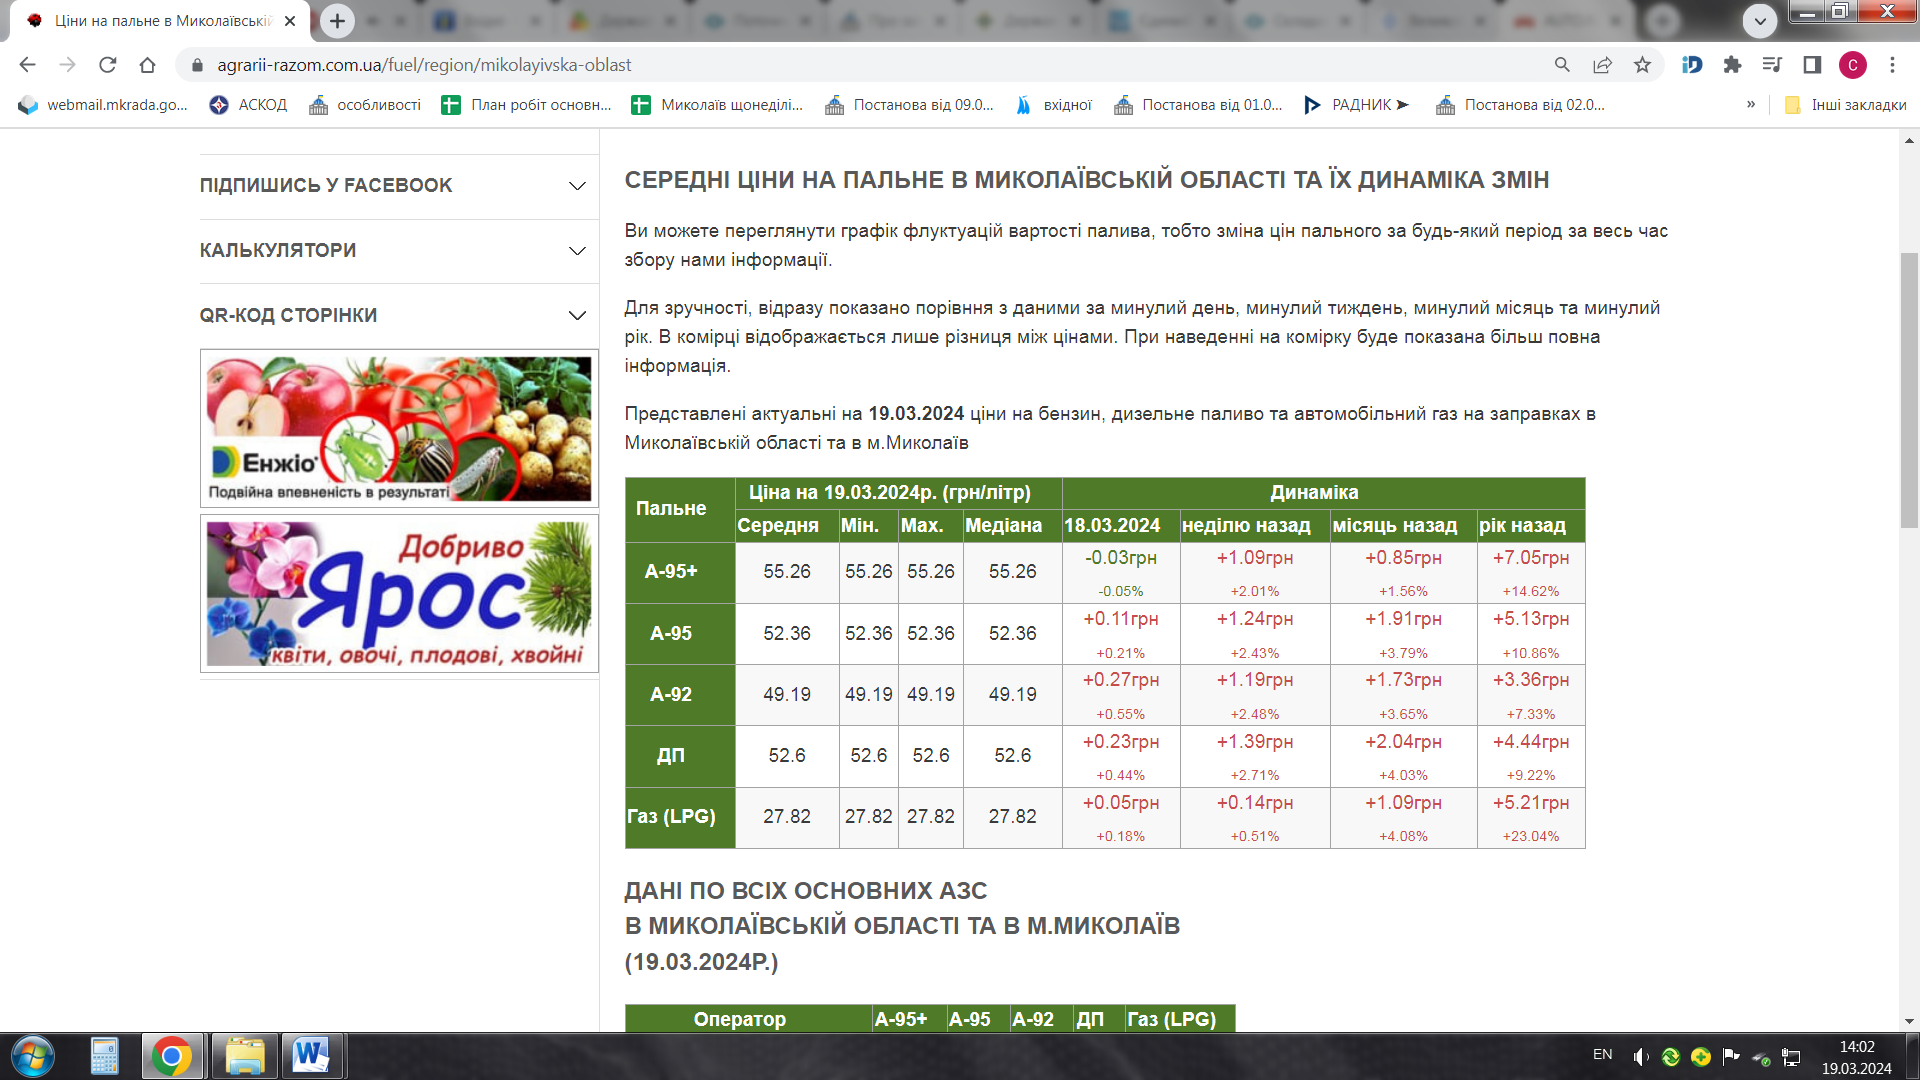 Ціни на пальне в Миколаївській
agrarii-razom.com.ua/fuel/region/mikolayivska-oblast
C
webmail.mkrada.go...
АСКОД
особливості
План робіт основн...
Миколаїв щонеділі...
Постанова від 09.0...
вхідної
Постанова від 01.0...
РАДНИК ➤
Постанова від 02.0...
»
Інші закладки
ПІДПИШИСЬ У FACEBOOK
КАЛЬКУЛЯТОРИ
QR-КОД СТОРІНКИ
Енжіо
Подвійна впевненість в результаті
Добриво
Ярос
квіти, овочі, плодові, хвойні
СЕРЕДНІ ЦІНИ НА ПАЛЬНЕ В МИКОЛАЇВСЬКІЙ ОБЛАСТІ ТА ЇХ ДИНАМІКА ЗМІН
Ви можете переглянути графік флуктуацій вартості палива, тобто зміна цін пального за будь-який період за весь час
збору нами інформації.
Для зручності, відразу показано порівння з даними за минулий день, минулий тиждень, минулий місяць та минулий
рік. В комірці відображається лише різниця між цінами. При наведенні на комірку буде показана більш повна
інформація.
Представлені актуальні на 19.03.2024 ціни на бензин, дизельне паливо та автомобільний газ на заправках в
Миколаївській області та в м.Миколаїв
Пальне Ціна на 19.03.2024р. (грн/літр) Динаміка
Середня Мін. Мах. Медіана 18.03.2024 неділю назад місяць назад рік назад
А-95+ 55.26 55.26 55.26 55.26 -0.03грн +1.09грн +0.85грн +7.05грн
-0.05% +2.01% +1.56% +14.62%
А-95 52.36 52.36 52.36 52.36 +0.11грн +1.24грн +1.91грн +5.13грн
+0.21% +2.43% +3.79% +10.86%
А-92 49.19 49.19 49.19 49.19 +0.27грн +1.19грн +1.73грн +3.36грн
+0.55% +2.48% +3.65% +7.33%
ДП 52.6 52.6 52.6 52.6 +0.23грн +1.39грн +2.04грн +4.44грн
+0.44% +2.71% +4.03% +9.22%
Газ (LPG) 27.82 27.82 27.82 27.82 +0.05грн +0.14грн +1.09грн +5.21грн
+0.18% +0.51% +4.08% +23.04%
ДАНІ ПО ВСІХ ОСНОВНИХ АЗС
В МИКОЛАЇВСЬКІЙ ОБЛАСТІ ТА В М.МИКОЛАЇВ
(19.03.2024Р.)
Оператор А-95+ А-95 А-92 ДП Газ (LPG)
EN
14:02
19.03.2024